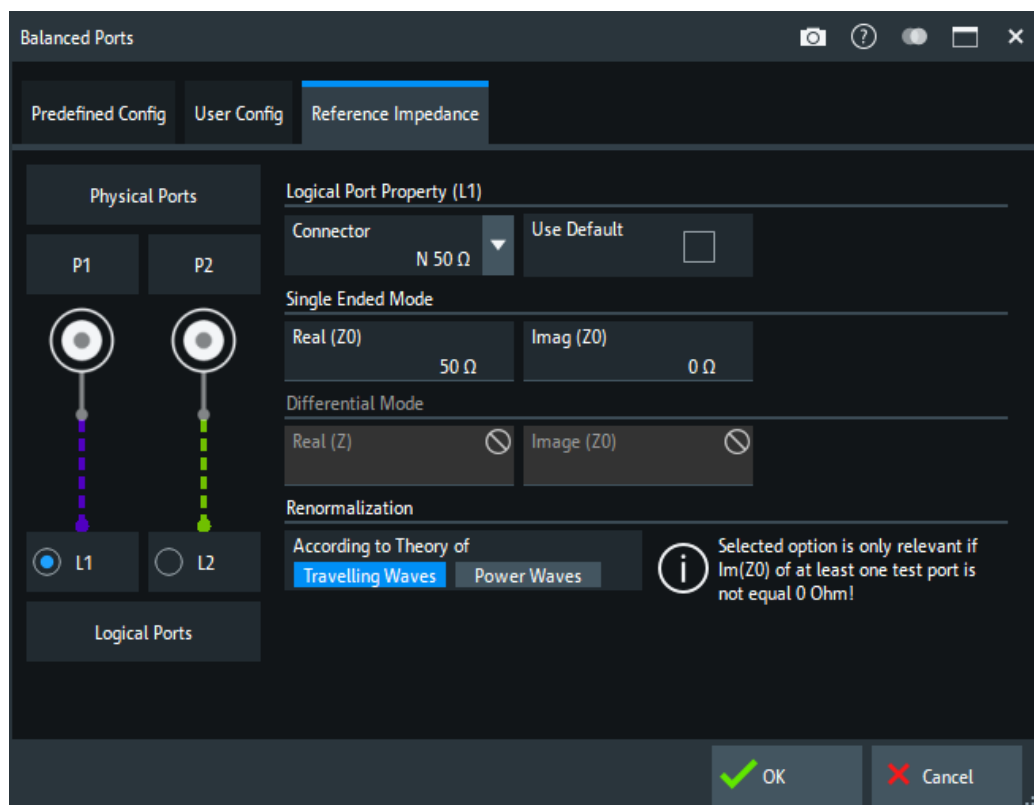 Balanced Ports
Predefined Config User Config Reference Impedance
Physical Ports
P1 P2
L1 L2
Logical Ports
Logical Port Property (L1)
Connector
N 50 Ω
Use Default
Single Ended Mode
Real (Z0)
50 Ω
Imag (Z0)
0 Ω
Differential Mode
Real (Z)
Image (Z0)
Renormalization
According to Theory of
Travelling Waves Power Waves
Selected option is only relevant if
Im(Z0) of at least one test port is
not equal 0 Ohm!
OK Cancel